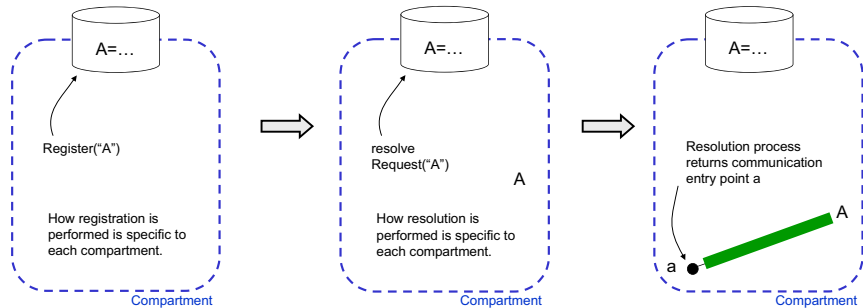 A=…
Register(“A”)
How registration is
performed is specific to
each compartment.
Compartment
A=…
resolve
Request(“A”)
A
How resolution is
performed is specific to
each compartment.
Compartment
A=…
Resolution process
returns communication
entry point a
A
a
Compartment